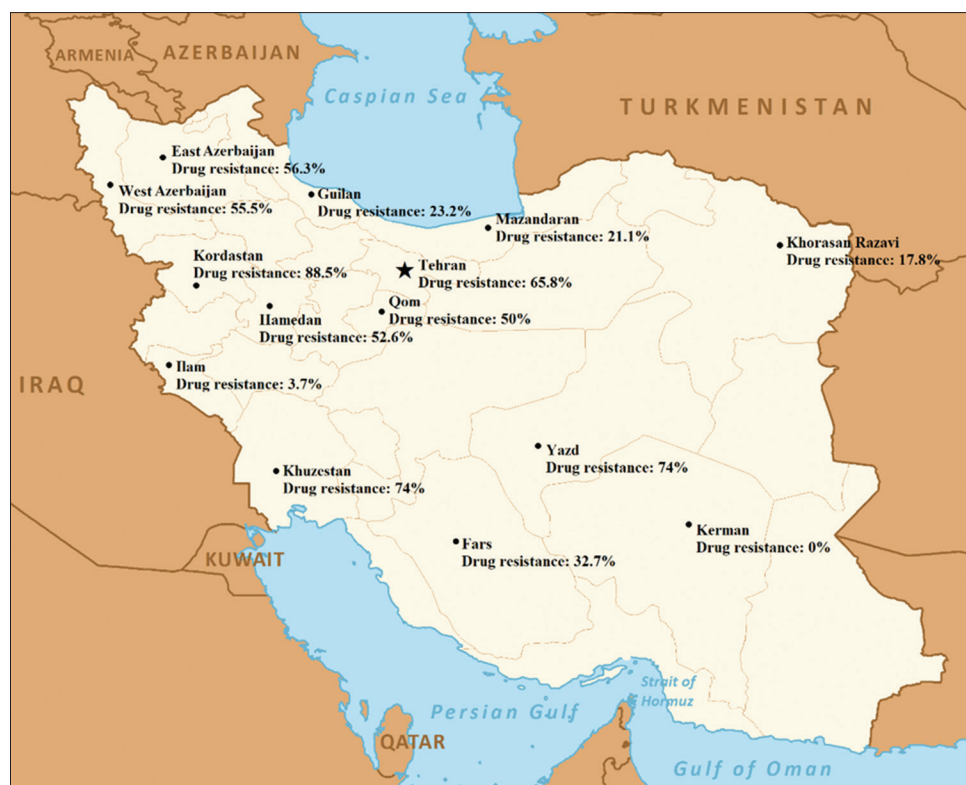 ARMENIA
AZERBAIJAN
Caspian Sea
TURKMENISTAN
East Azerbaijan
Drug resistance: 56.3%
West Azerbaijan
Drug resistance: 55.5%
Guilan
Drug resistance: 23.2%
Mazandaran
Drug resistance: 21.1%
Khorasan Razavi
Drug resistance: 17.8%
Kordastan
Drug resistance: 88.5%
Tehran
Drug resistance: 65.8%
Qom
Drug resistance: 50%
Hamedan
Drug resistance: 52.6%
Ilam
Drug resistance: 3.7%
IRAQ
Yazd
Drug resistance: 74%
Khuzestan
Drug resistance: 74%
Kerman
Drug resistance: 0%
Fars
Drug resistance: 32.7%
KUWAIT
Strait of
Hormuz
Persian Gulf
QATAR
Gulf of Oman